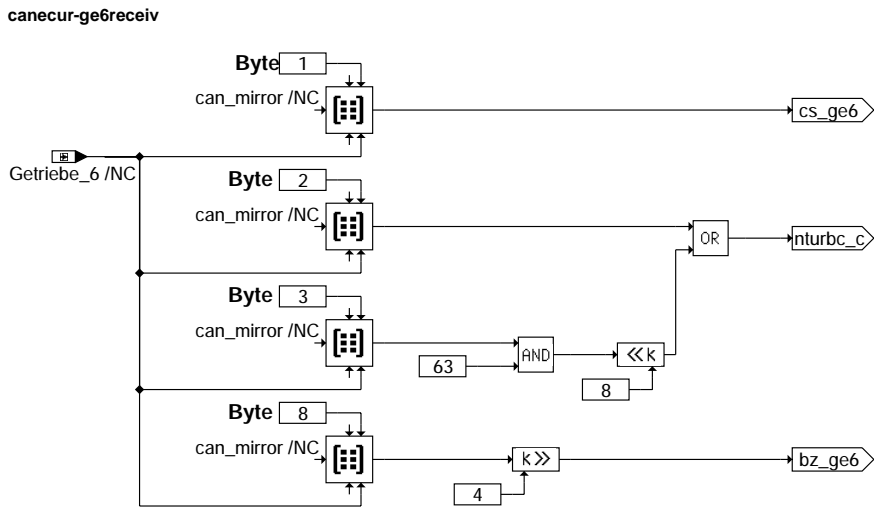 canecur-ge6receiv
Byte 1
can_mirror /NC
cs_ge6
Getriebe_6 /NC
Byte 2
can_mirror /NC
OR
nturbc_c
Byte 3
can_mirror /NC
63
AND
<<k
8
Byte 8
can_mirror /NC
k>>
bz_ge6
4